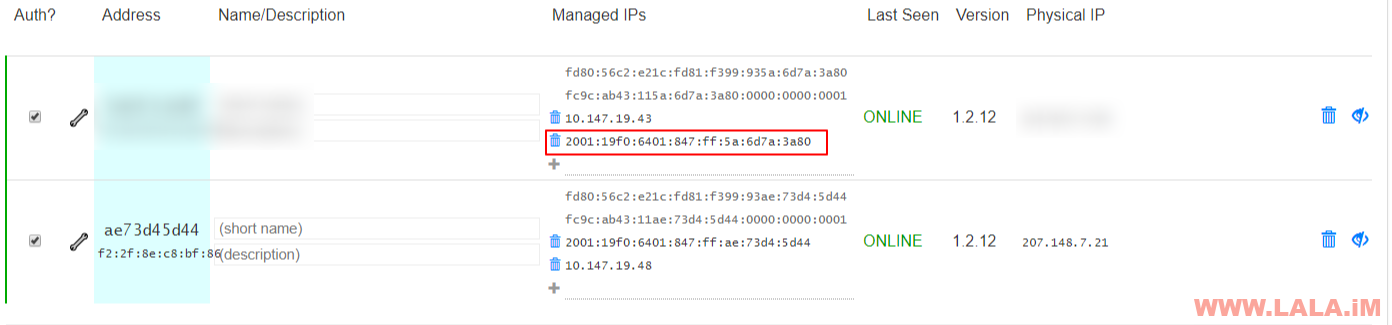 Auth? Address Name/Description Managed IPs Last Seen Version Physical IP
fd80:56c2:e21c:fd81:f399:935a:6d7a:3a80
fc9c:ab43:115a:6d7a:3a80:0000:0000:0001
10.147.19.43
ONLINE 1.2.12
2001:19f0:6401:847:ff:5a:6d7a:3a80
fd80:56c2:e21c:fd81:f399:93ae:73d4:5d44
fc9c:ab43:11ae:73d4:5d44:0000:0000:0001
ae73d45d44 (short name)
2001:19f0:6401:847:ff:ae:73d4:5d44
ONLINE 1.2.12 207.148.7.21
f2:2f:8e:c8:bf:86 (description)
10.147.19.48
WWW.LALA.iM